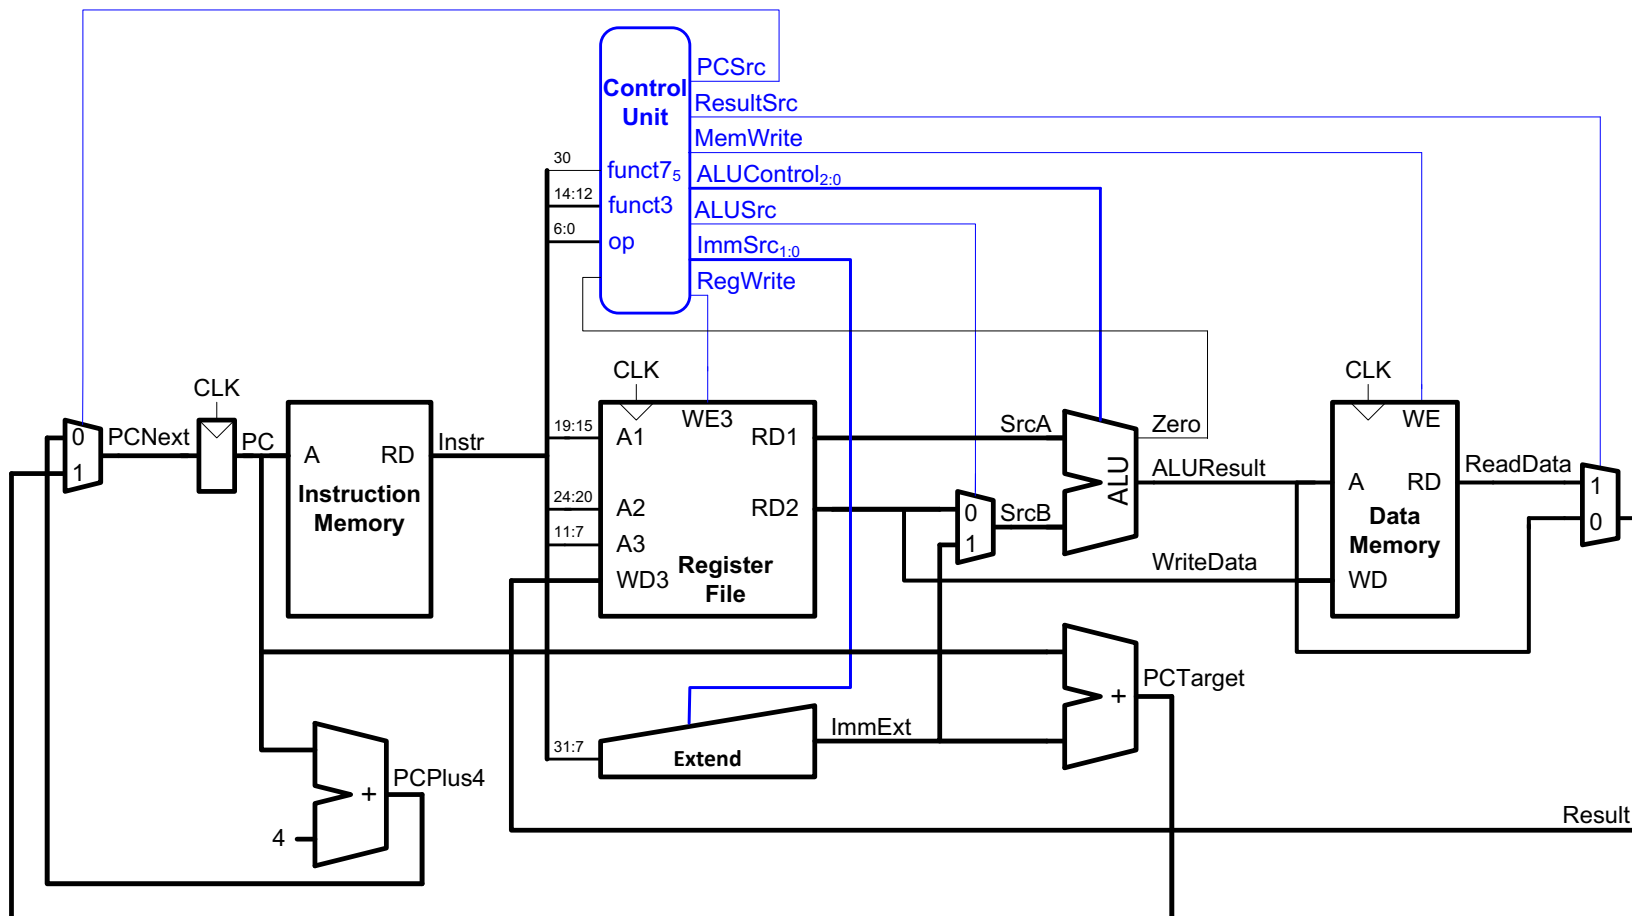 PCSrc
Control
Unit
ResultSrc
MemWrite
30
funct7₅
ALUControl₂:₀
14:12
funct3
ALUSrc
6:0
op
ImmSrc₁:₀
RegWrite
CLK
CLK
CLK
0
1
PCNext
PC
A
RD
Instruction
Memory
Instr
19:15
A1
WE3
RD1
24:20
A2
RD2
11:7
A3
WD3
Register
File
SrcA
0
1
SrcB
ALU
Zero
ALUResult
WriteData
WE
A
RD
Data
Memory
WD
ReadData
1
0
+
PCTarget
31:7
Extend
ImmExt
+
PCPlus4
4
Result